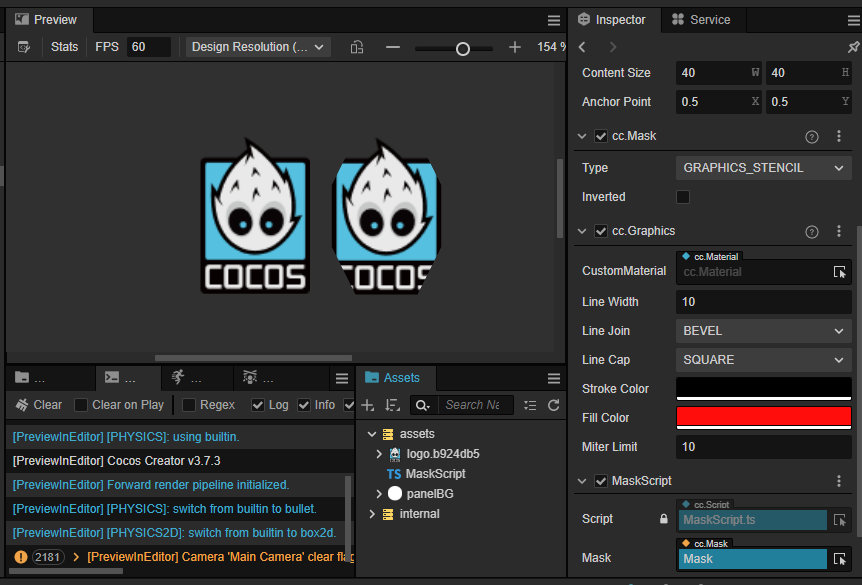 Preview
Stats FPS 60 Design Resolution (... 154 %
COCOS
COCOS
... ... ... ...
Clear Clear on Play Regex Log Info
[PreviewInEditor] [PHYSICS]: using builtin.
[PreviewInEditor] Cocos Creator v3.7.3
[PreviewInEditor] Forward render pipeline initialized.
[PreviewInEditor] [PHYSICS]: switch from builtin to bullet.
[PreviewInEditor] [PHYSICS2D]: switch from builtin to box2d.
2181 [PreviewInEditor] Camera 'Main Camera' clear flag
Assets
Search Na
assets
logo.b924db5
TS MaskScript
panelBG
internal
Inspector Service
Content Size 40 W 40 H
Anchor Point 0.5 X 0.5 Y
cc.Mask
Type GRAPHICS_STENCIL
Inverted
cc.Graphics
cc.Material
CustomMaterial cc.Material
Line Width 10
Line Join BEVEL
Line Cap SQUARE
Stroke Color
Fill Color
Miter Limit 10
MaskScript
cc.Script
Script MaskScript.ts
cc.Mask
Mask Mask